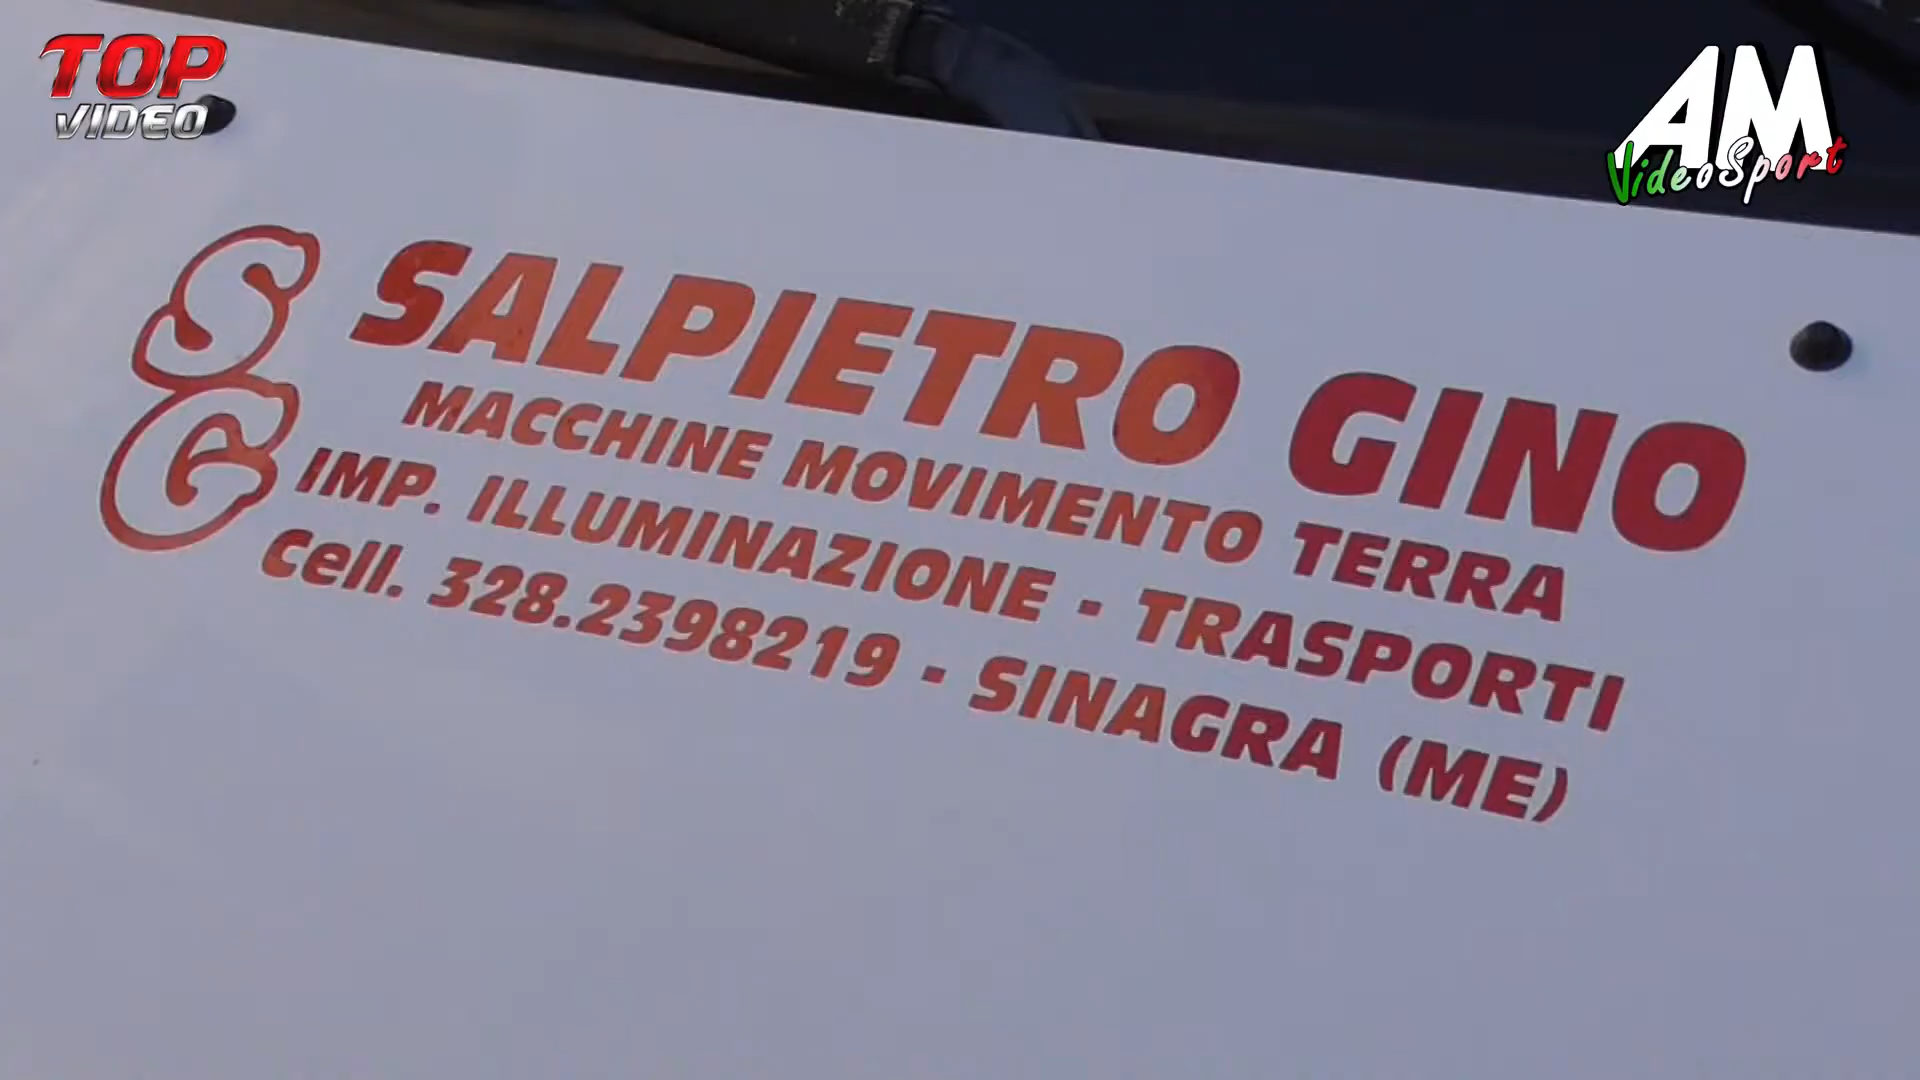 TOP
VIDEO
AM
VideoSport
SG
SALPIETRO GINO
MACCHINE MOVIMENTO TERRA
IMP. ILLUMINAZIONE - TRASPORTI
Cell. 328.2398219 - SINAGRA (ME)